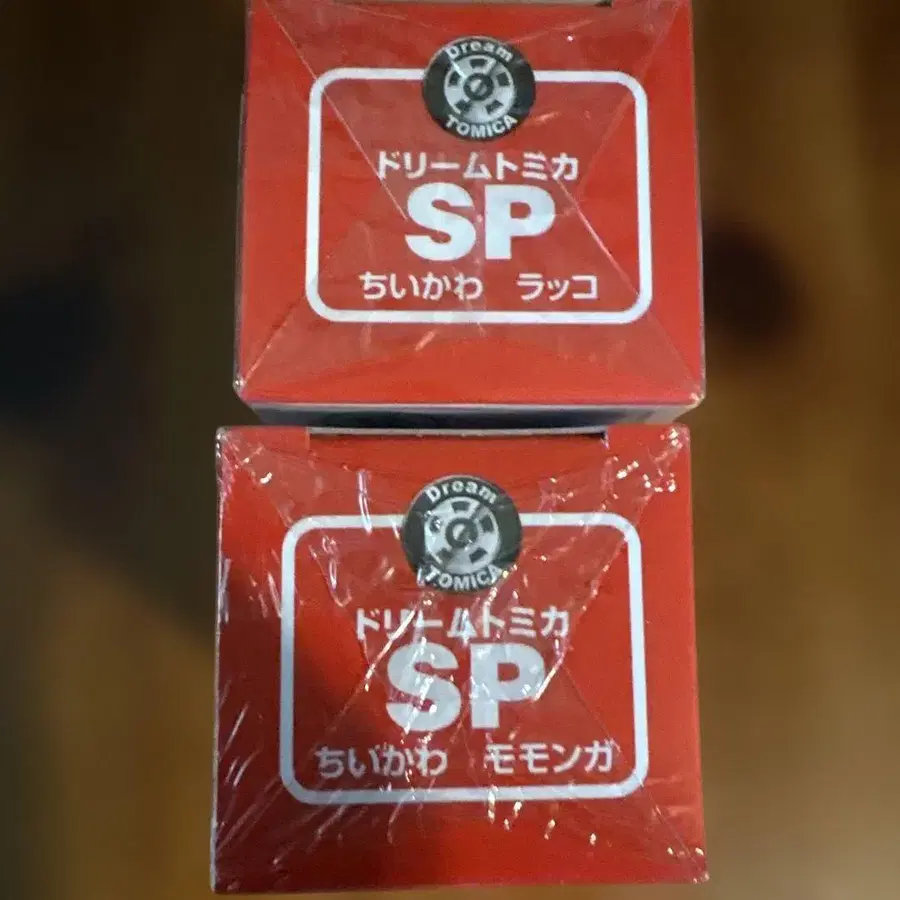 Dream
TOMICA
ドリームトミカ
SP
ちいかわ ラッコ
Dream
TOMICA
ドリームトミカ
SP
ちいかわ モモンガ